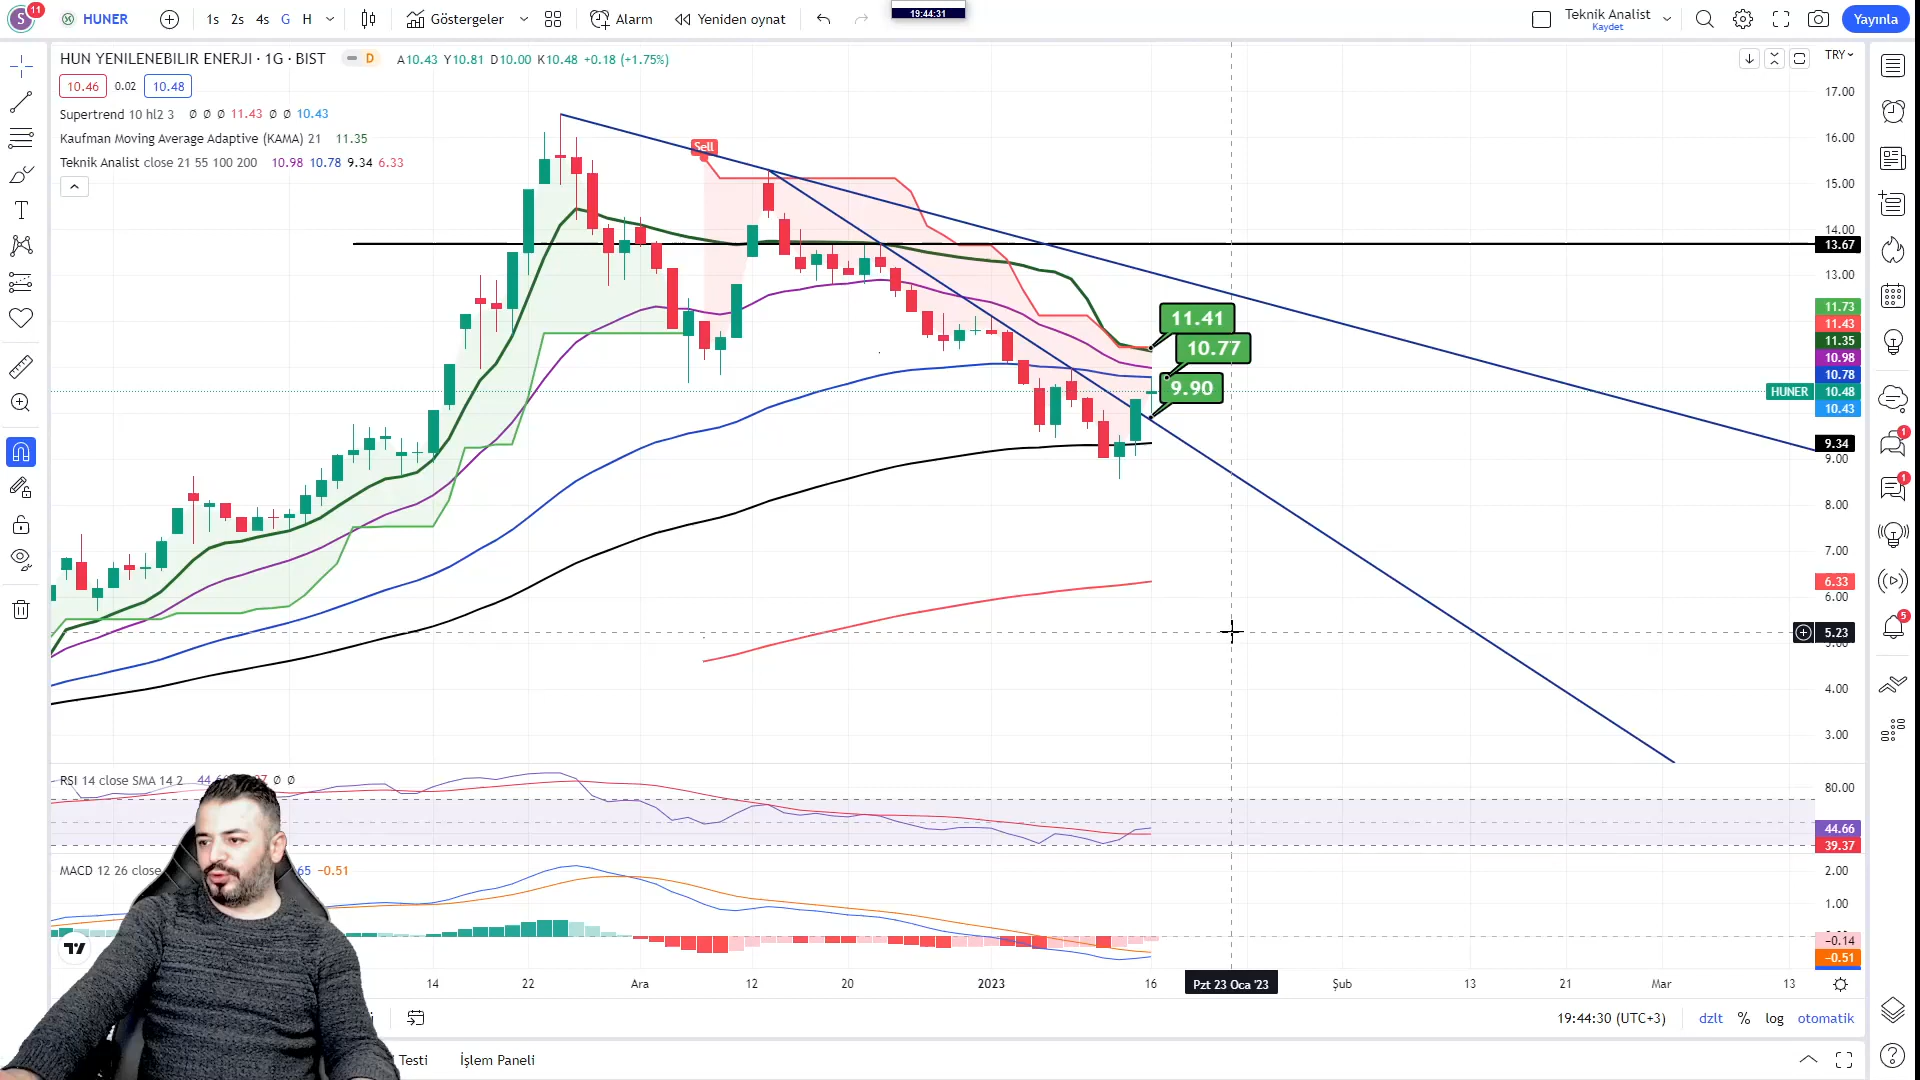 S 11 HUNER 1s 2s 4s G H Göstergeler Alarm Yeniden oynat 19:44:31 Teknik Analist Kaydet Yayınla
HUN YENILENEBILIR ENERJI · 1G · BIST D A10.43 Y10.81 D10.00 K10.48 +0.18 (+1.75%) TRY
10.46 0.02 10.48
Supertrend 10 hl2 3 Ø Ø Ø 11.43 Ø Ø 10.43
Kaufman Moving Average Adaptive (KAMA) 21 11.35
Teknik Analist close 21 55 100 200 10.98 10.78 9.34 6.33
Sell
11.41
10.77
9.90
17.00
16.00
15.00
14.00
13.67
13.00
11.73
11.43
11.35
10.98
10.78
HUNER 10.48
10.43
9.34
9.00
8.00
7.00
6.33
6.00
5.23
5.00
4.00
3.00
RSI 14 close SMA 14 2 Ø Ø
80.00
44.66
39.37
MACD 12 26 close 65 −0.51
2.00
1.00
−0.14
−0.51
14 22 Ara 12 20 2023 16 Pzt 23 Oca '23 Şub 13 21 Mar 13
19:44:30 (UTC+3) dzlt % log otomatik
Testi İşlem Paneli
1
1
5